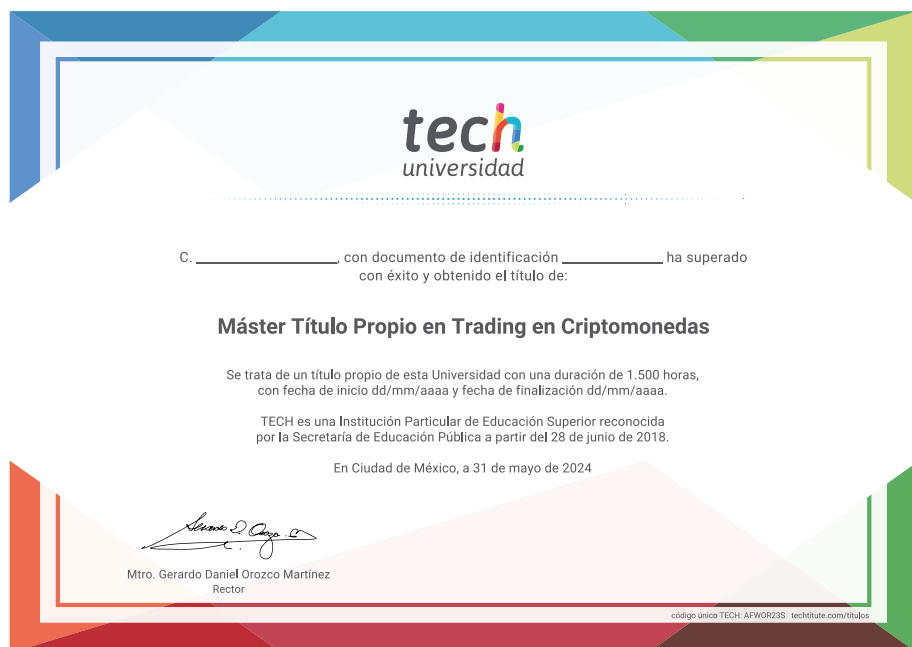 tech
universidad
C. ____________, con documento de identificación ____________ ha superado
con éxito y obtenido el título de:
Máster Título Propio en Trading en Criptomonedas
Se trata de un título propio de esta Universidad con una duración de 1.500 horas,
con fecha de inicio dd/mm/aaaa y fecha de finalización dd/mm/aaaa.
TECH es una Institución Particular de Educación Superior reconocida
por la Secretaría de Educación Pública a partir del 28 de junio de 2018.
En Ciudad de México, a 31 de mayo de 2024
Mtro. Gerardo Daniel Orozco Martínez
Rector
código único TECH: AFWOR23S techtitute.com/titulos